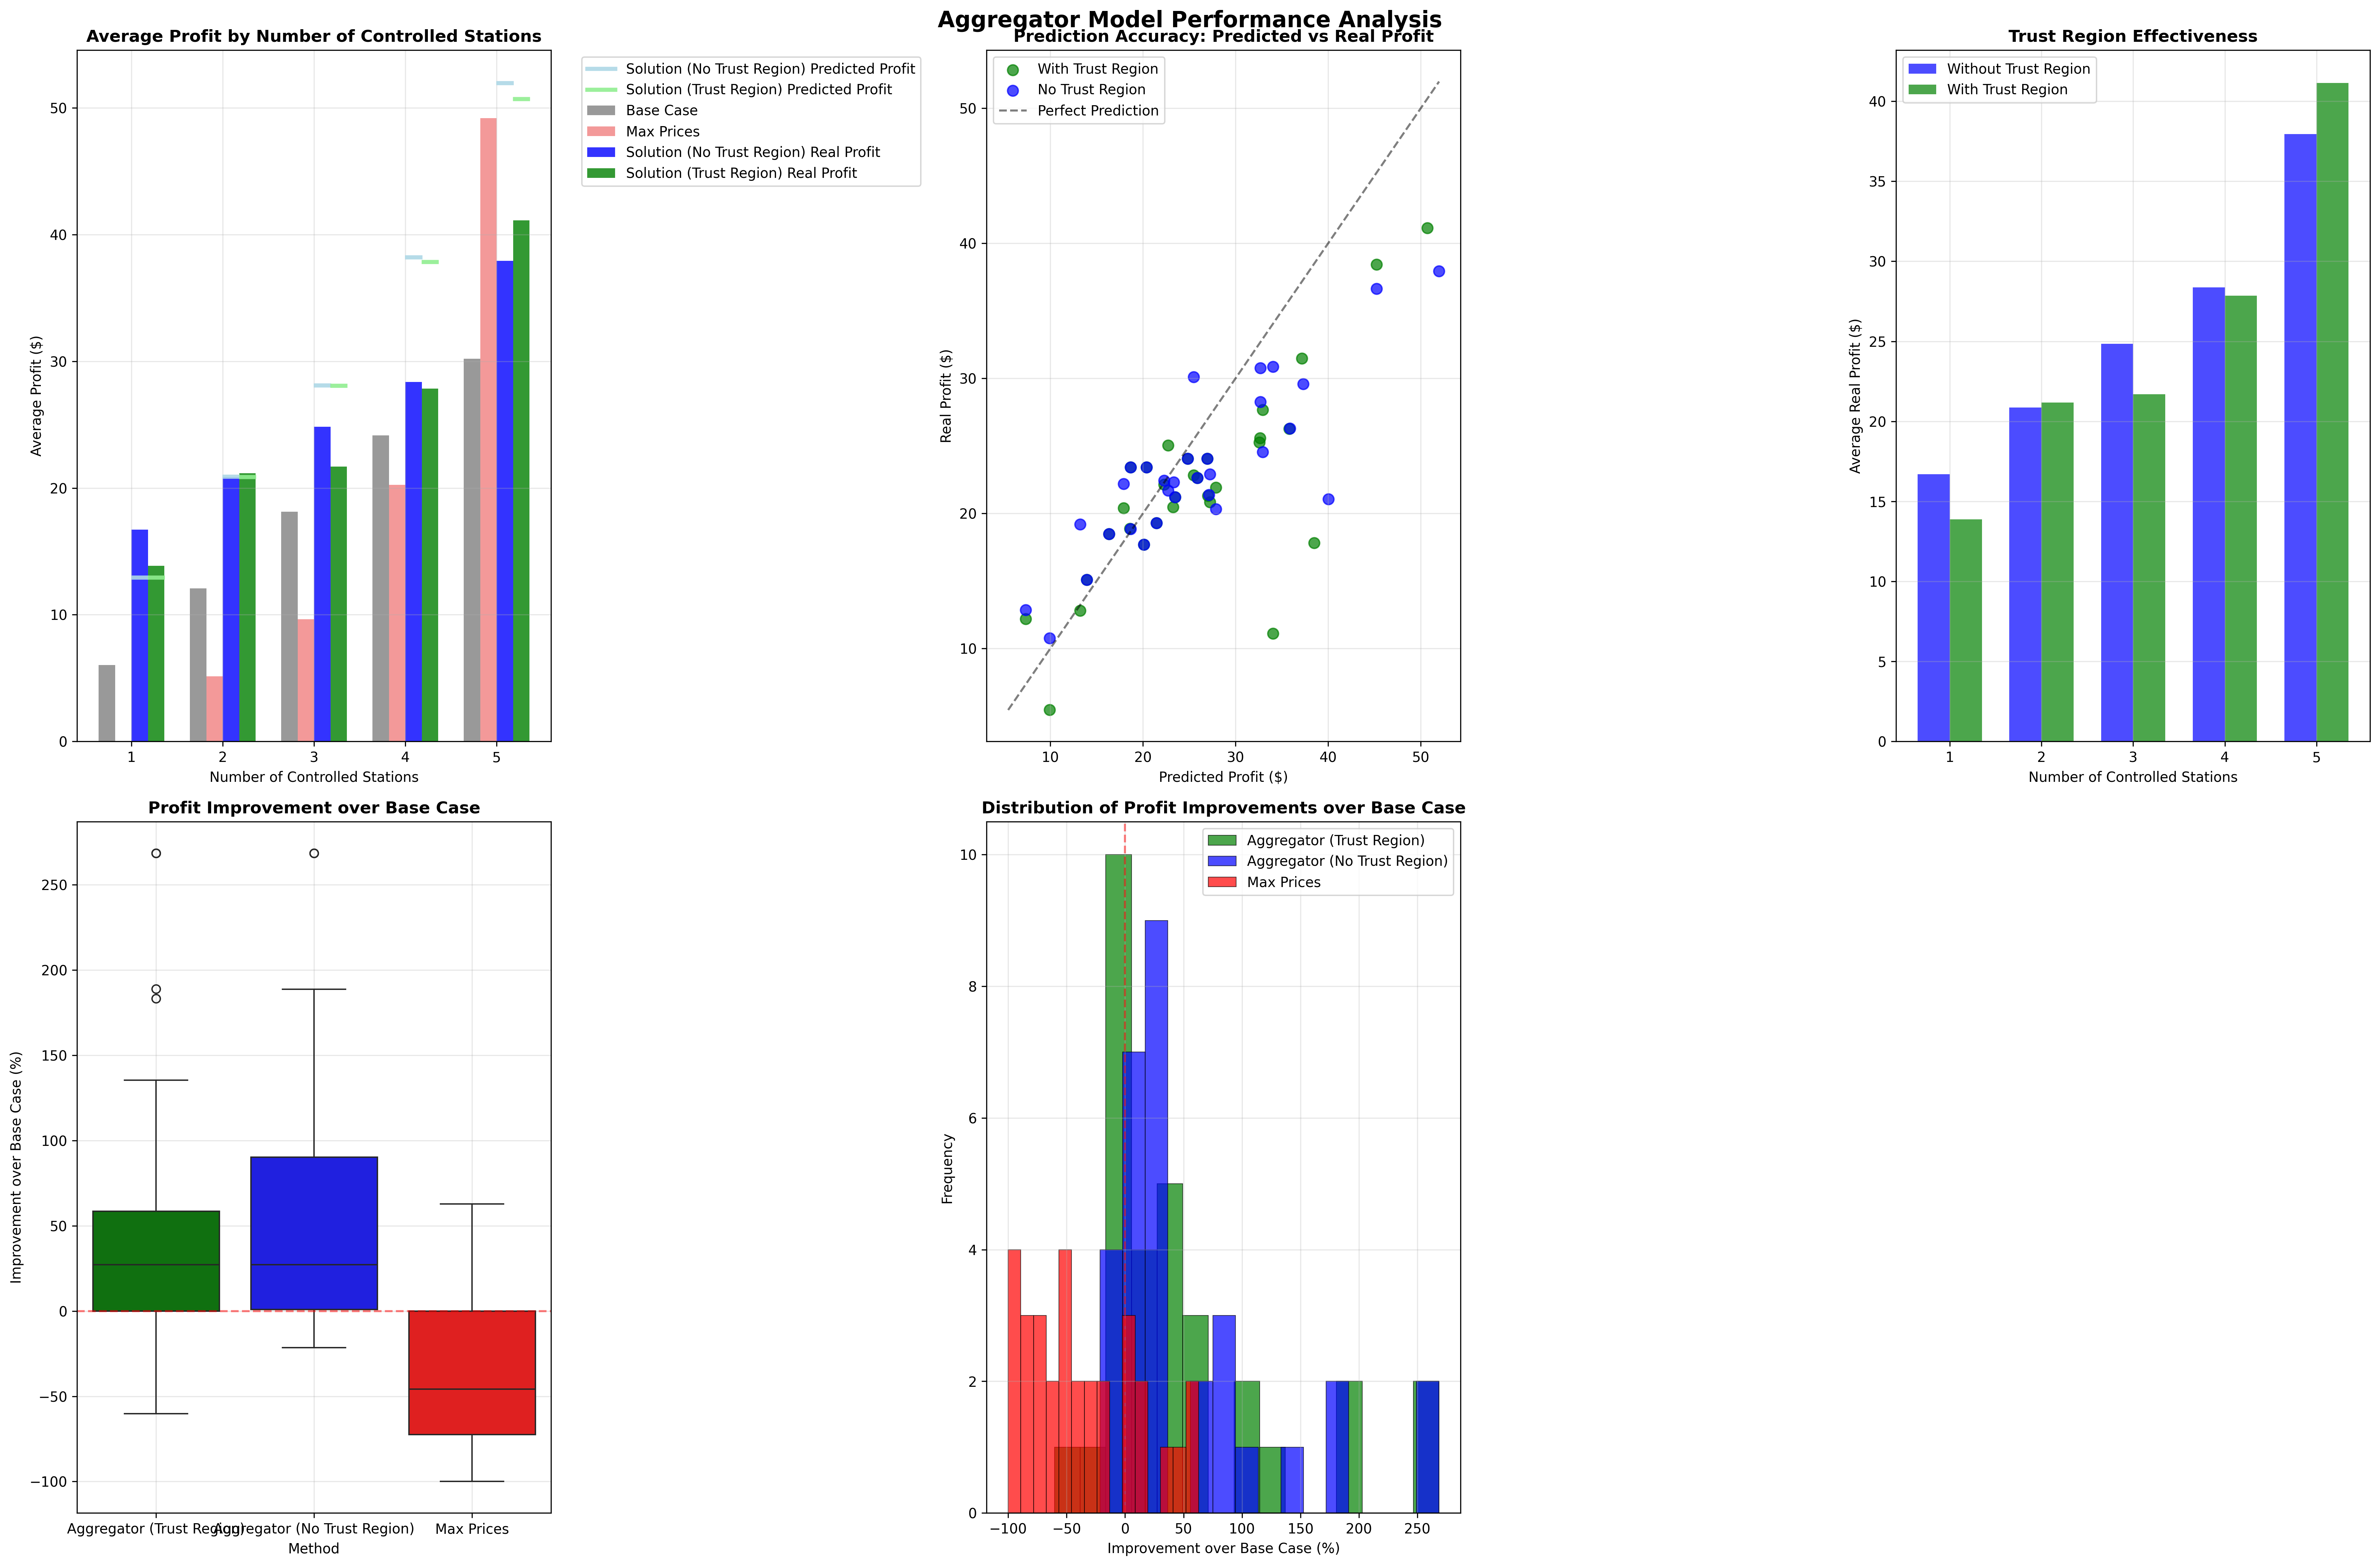 Aggregator Model Performance Analysis
Average Profit by Number of Controlled Stations
Average Profit ($)
50
40
30
20
10
0
1 2 3 4 5
Number of Controlled Stations
Solution (No Trust Region) Predicted Profit
Solution (Trust Region) Predicted Profit
Base Case
Max Prices
Solution (No Trust Region) Real Profit
Solution (Trust Region) Real Profit
Prediction Accuracy: Predicted vs Real Profit
With Trust Region
No Trust Region
Perfect Prediction
Real Profit ($)
50
40
30
20
10
10 20 30 40 50
Predicted Profit ($)
Trust Region Effectiveness
Without Trust Region
With Trust Region
Average Real Profit ($)
40
35
30
25
20
15
10
5
0
1 2 3 4 5
Number of Controlled Stations
Profit Improvement over Base Case
Improvement over Base Case (%)
250
200
150
100
50
0
−50
−100
Aggregator (Trust Region) Aggregator (No Trust Region) Max Prices
Method
Distribution of Profit Improvements over Base Case
Aggregator (Trust Region)
Aggregator (No Trust Region)
Max Prices
Frequency
10
8
6
4
2
0
−100 −50 0 50 100 150 200 250
Improvement over Base Case (%)